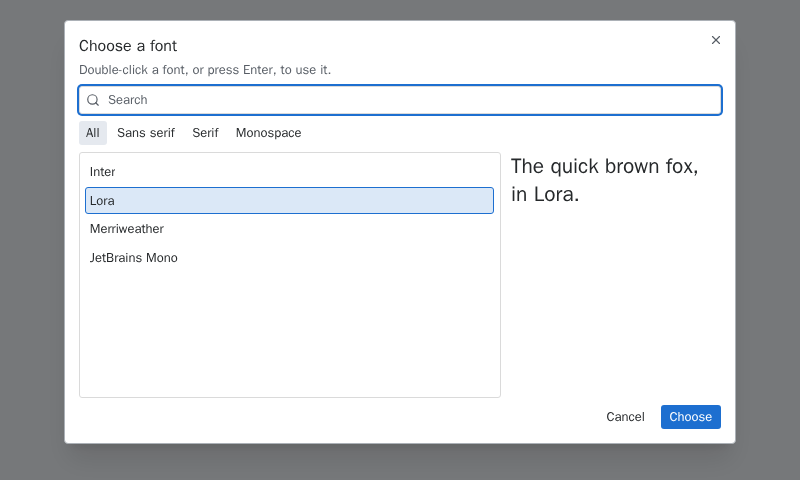 Choose a font
Double-click a font, or press Enter, to use it.
Search
All Sans serif Serif Monospace
Inter
Lora
Merriweather
JetBrains Mono
The quick brown fox,
in Lora.
Cancel Choose